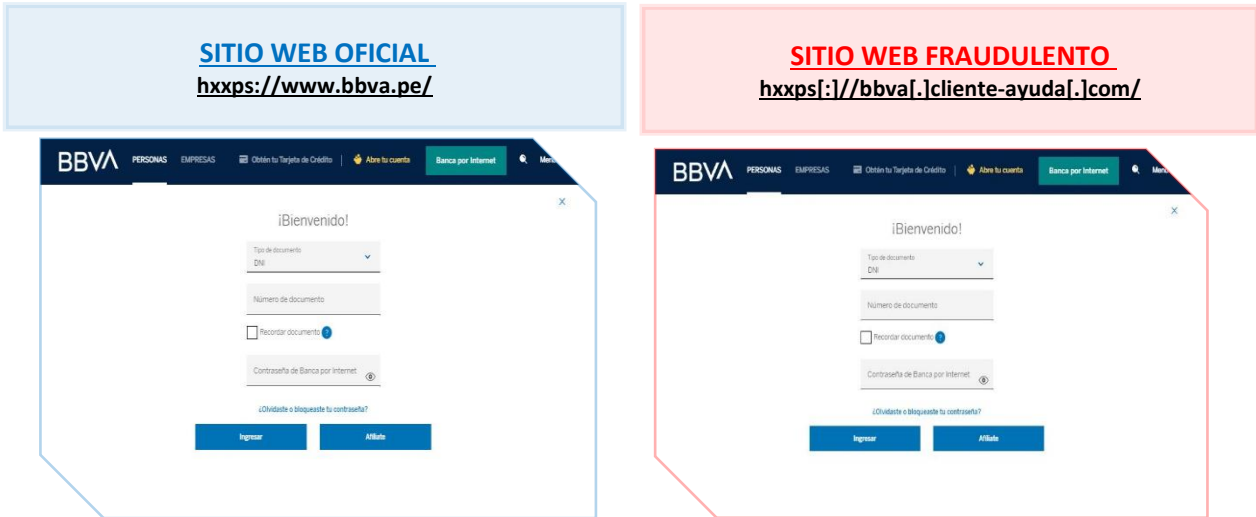 SITIO WEB OFICIAL
hxxps://www.bbva.pe/
BBVA PERSONAS EMPRESAS Obtén tu Tarjeta de Crédito Abre tu cuenta Banca por Internet
¡Bienvenido!
Tipo de documento
DNI
Número de documento
Recordar documento ?
Contraseña de Banca por Internet
¿Olvidaste o bloqueaste tu contraseña?
Ingresar Afíliate
SITIO WEB FRAUDULENTO
hxxps[:]//bbva[.]cliente-ayuda[.]com/
BBVA PERSONAS EMPRESAS Obtén tu Tarjeta de Crédito Abre tu cuenta Banca por Internet
¡Bienvenido!
Tipo de documento
DNI
Número de documento
Recordar documento ?
Contraseña de Banca por Internet
¿Olvidaste o bloqueaste tu contraseña?
Ingresar Afíliate